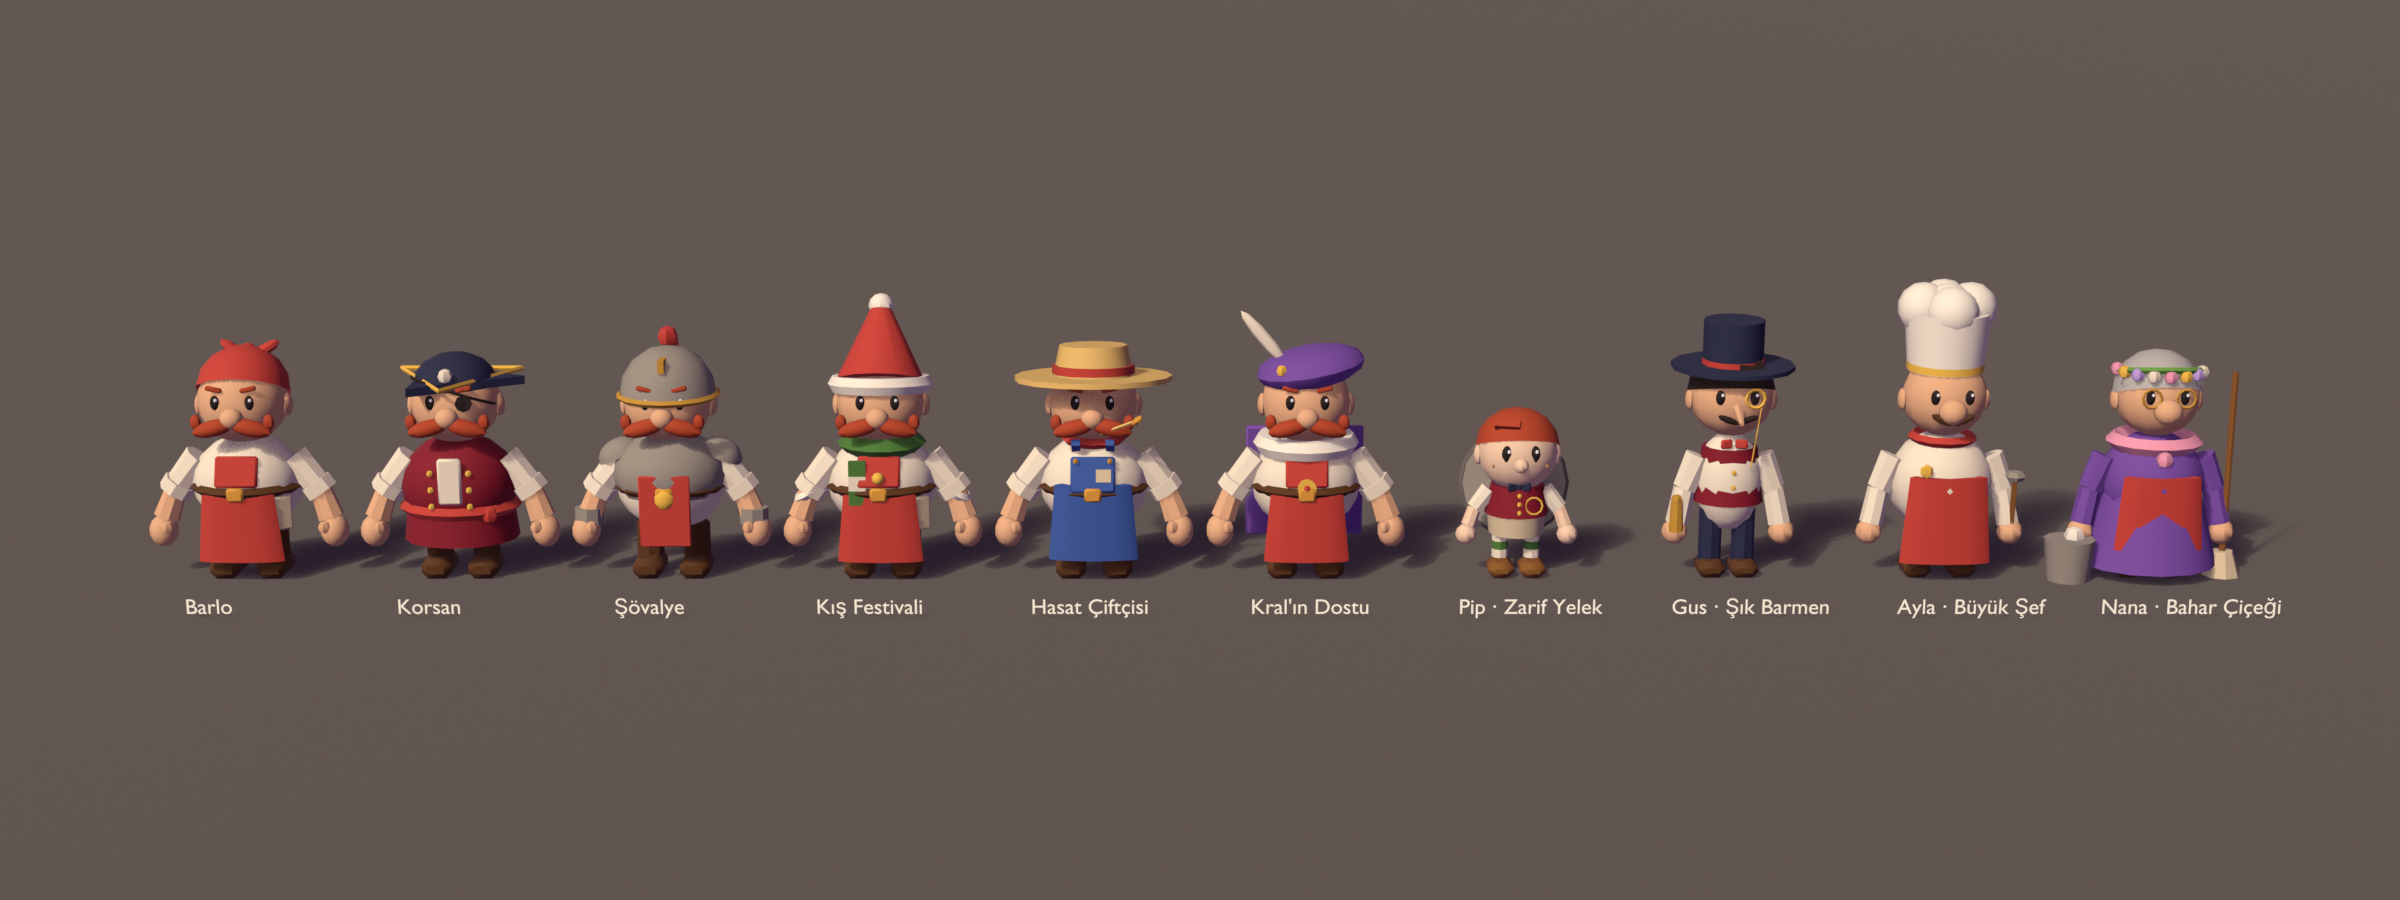 Barlo
Korsan
Şövalye
Kış Festivali
Hasat Çiftçisi
Kral'ın Dostu
Pip · Zarif Yelek
Gus · Şık Barmen
Ayla · Büyük Şef
Nana · Bahar Çiçeği